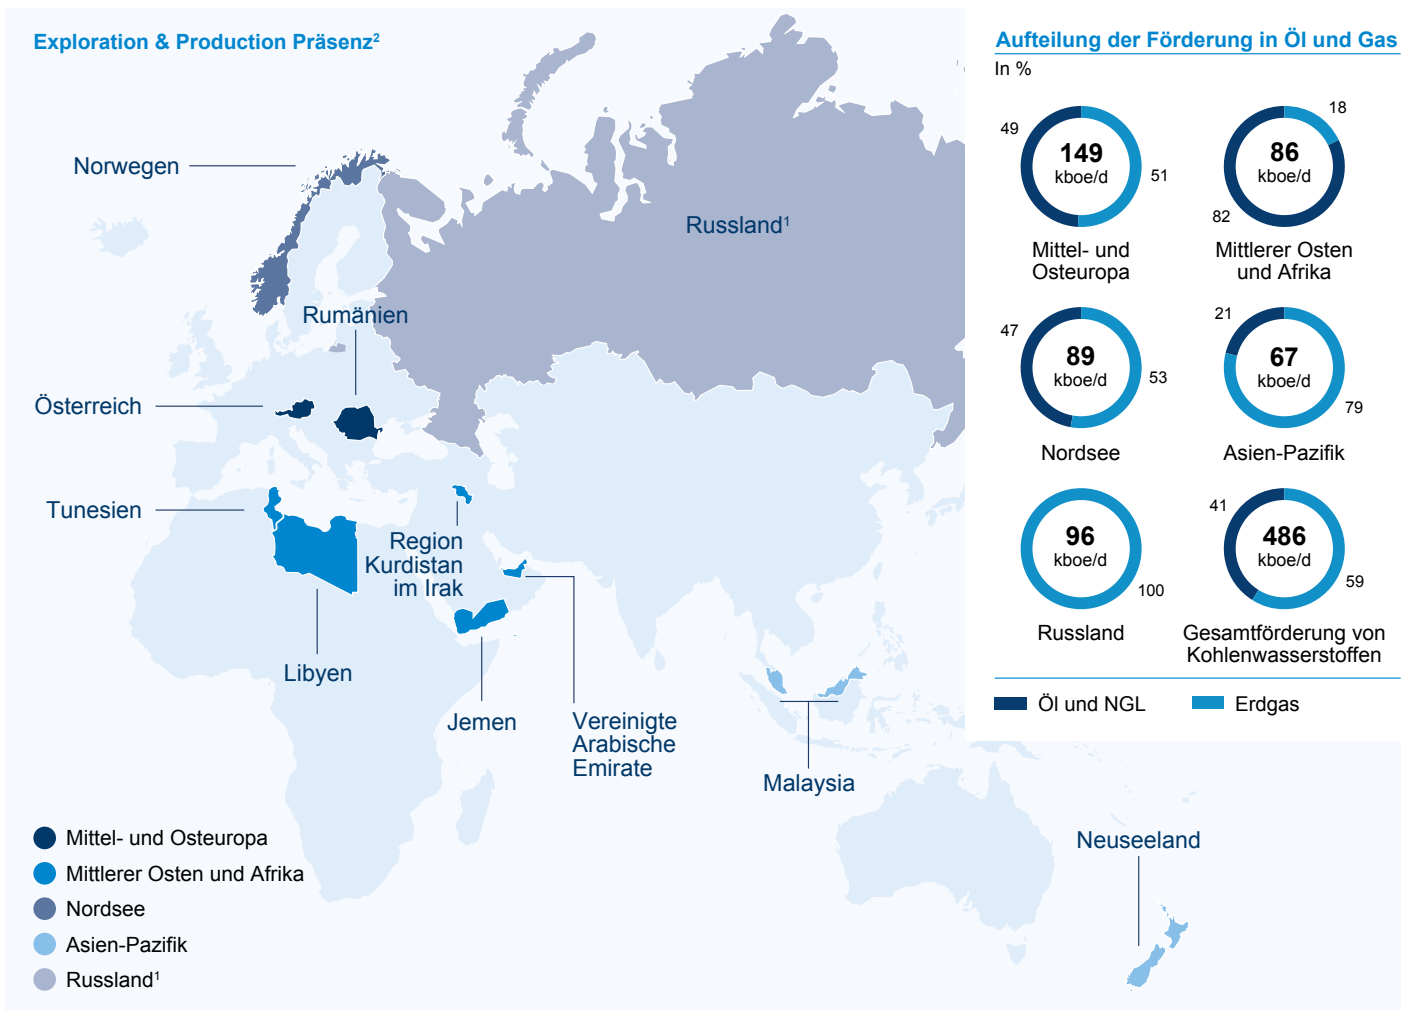 Exploration & Production Präsenz²
Norwegen
Russland¹
Rumänien
Österreich
Tunesien
Region
Kurdistan
im Irak
Libyen
Jemen
Vereinigte
Arabische
Emirate
Malaysia
Neuseeland
Mittel- und Osteuropa
Mittlerer Osten und Afrika
Nordsee
Asien-Pazifik
Russland¹
Aufteilung der Förderung in Öl und Gas
In %
49
149
kboe/d
51
Mittel- und
Osteuropa
18
86
kboe/d
82
Mittlerer Osten
und Afrika
47
89
kboe/d
53
Nordsee
21
67
kboe/d
79
Asien-Pazifik
96
kboe/d
100
Russland
41
486
kboe/d
59
Gesamtförderung von
Kohlenwasserstoffen
Öl und NGL
Erdgas